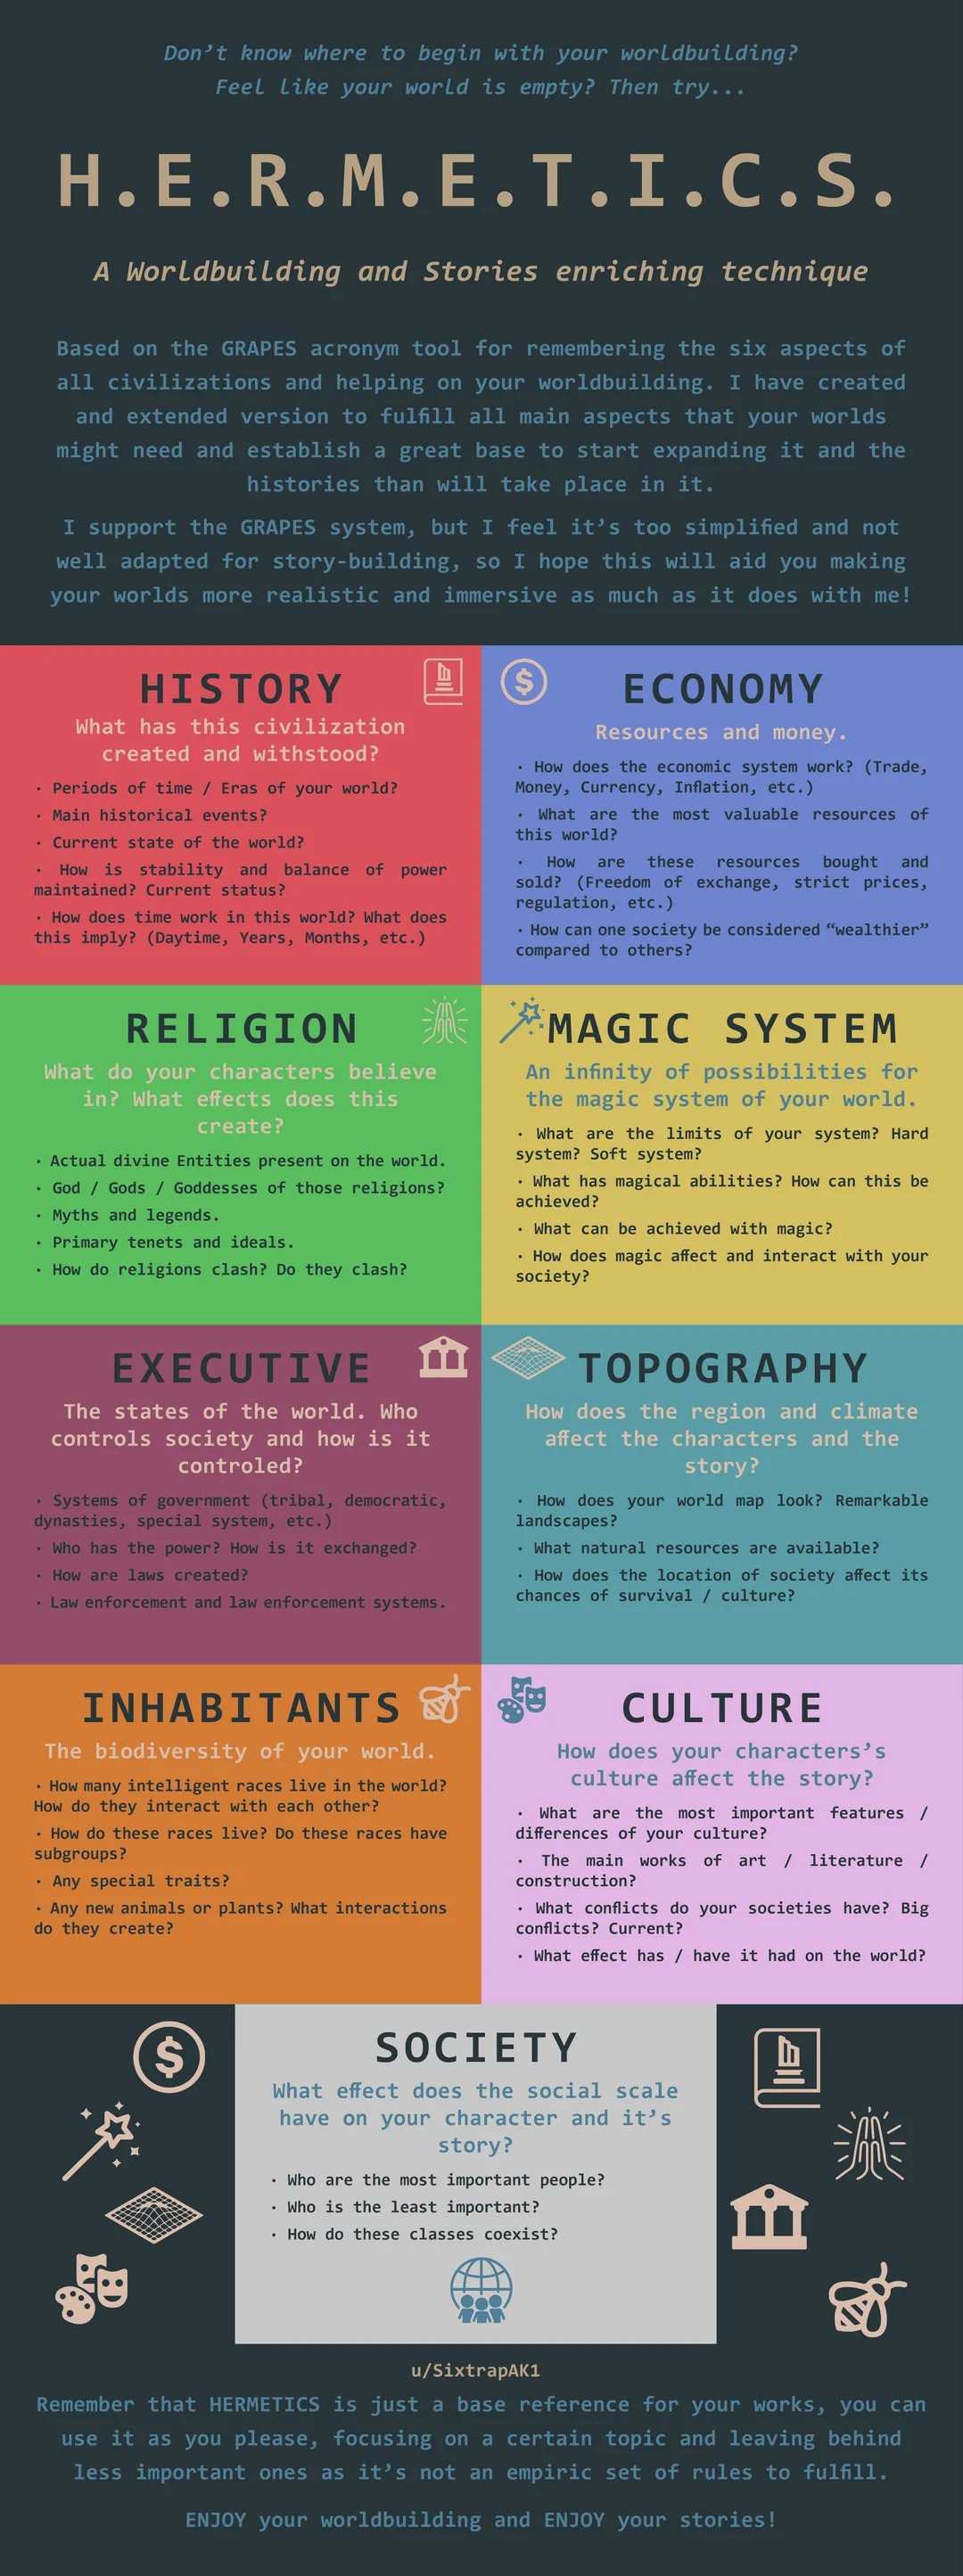 Don’t know where to begin with your worldbuilding?
Feel like your world is empty? Then try...
H.E.R.M.E.T.I.C.S.
A Worldbuilding and Stories enriching technique
Based on the GRAPES acronym tool for remembering the six aspects of
all civilizations and helping on your worldbuilding. I have created
and extended version to fulfill all main aspects that your worlds
might need and establish a great base to start expanding it and the
histories than will take place in it.
I support the GRAPES system, but I feel it’s too simplified and not
well adapted for story-building, so I hope this will aid you making
your worlds more realistic and immersive as much as it does with me!
HISTORY
What has this civilization
created and withstood?
· Periods of time / Eras of your world?
· Main historical events?
· Current state of the world?
· How is stability and balance of power
maintained? Current status?
· How does time work in this world? What does
this imply? (Daytime, Years, Months, etc.)
ECONOMY
Resources and money.
· How does the economic system work? (Trade,
Money, Currency, Inflation, etc.)
· What are the most valuable resources of
this world?
· How are these resources bought and
sold? (Freedom of exchange, strict prices,
regulation, etc.)
· How can one society be considered “wealthier”
compared to others?
RELIGION
What do your characters believe
in? What effects does this
create?
· Actual divine Entities present on the world.
· God / Gods / Goddesses of those religions?
· Myths and legends.
· Primary tenets and ideals.
· How do religions clash? Do they clash?
MAGIC SYSTEM
An infinity of possibilities for
the magic system of your world.
· What are the limits of your system? Hard
system? Soft system?
· What has magical abilities? How can this be
achieved?
· What can be achieved with magic?
· How does magic affect and interact with your
society?
EXECUTIVE
The states of the world. Who
controls society and how is it
controled?
· Systems of government (tribal, democratic,
dynasties, special system, etc.)
· Who has the power? How is it exchanged?
· How are laws created?
· Law enforcement and law enforcement systems.
TOPOGRAPHY
How does the region and climate
affect the characters and the
story?
· How does your world map look? Remarkable
landscapes?
· What natural resources are available?
· How does the location of society affect its
chances of survival / culture?
INHABITANTS
The biodiversity of your world.
· How many intelligent races live in the world?
How do they interact with each other?
· How do these races live? Do these races have
subgroups?
· Any special traits?
· Any new animals or plants? What interactions
do they create?
CULTURE
How does your characters’s
culture affect the story?
· What are the most important features /
differences of your culture?
· The main works of art / literature /
construction?
· What conflicts do your societies have? Big
conflicts? Current?
· What effect has / have it had on the world?
SOCIETY
What effect does the social scale
have on your character and it’s
story?
· Who are the most important people?
· Who is the least important?
· How do these classes coexist?
u/SixtrapAK1
Remember that HERMETICS is just a base reference for your works, you can
use it as you please, focusing on a certain topic and leaving behind
less important ones as it’s not an empiric set of rules to fulfill.
ENJOY your worldbuilding and ENJOY your stories!